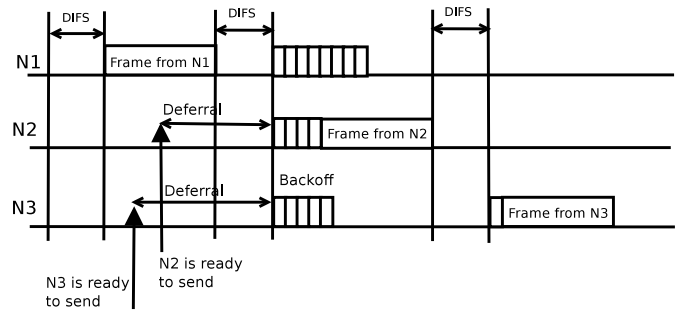 DIFS
DIFS
DIFS
N1
Frame from N1
Deferral
N2
Frame from N2
Deferral
Backoff
N3
Frame from N3
N2 is ready
to send
N3 is ready
to send